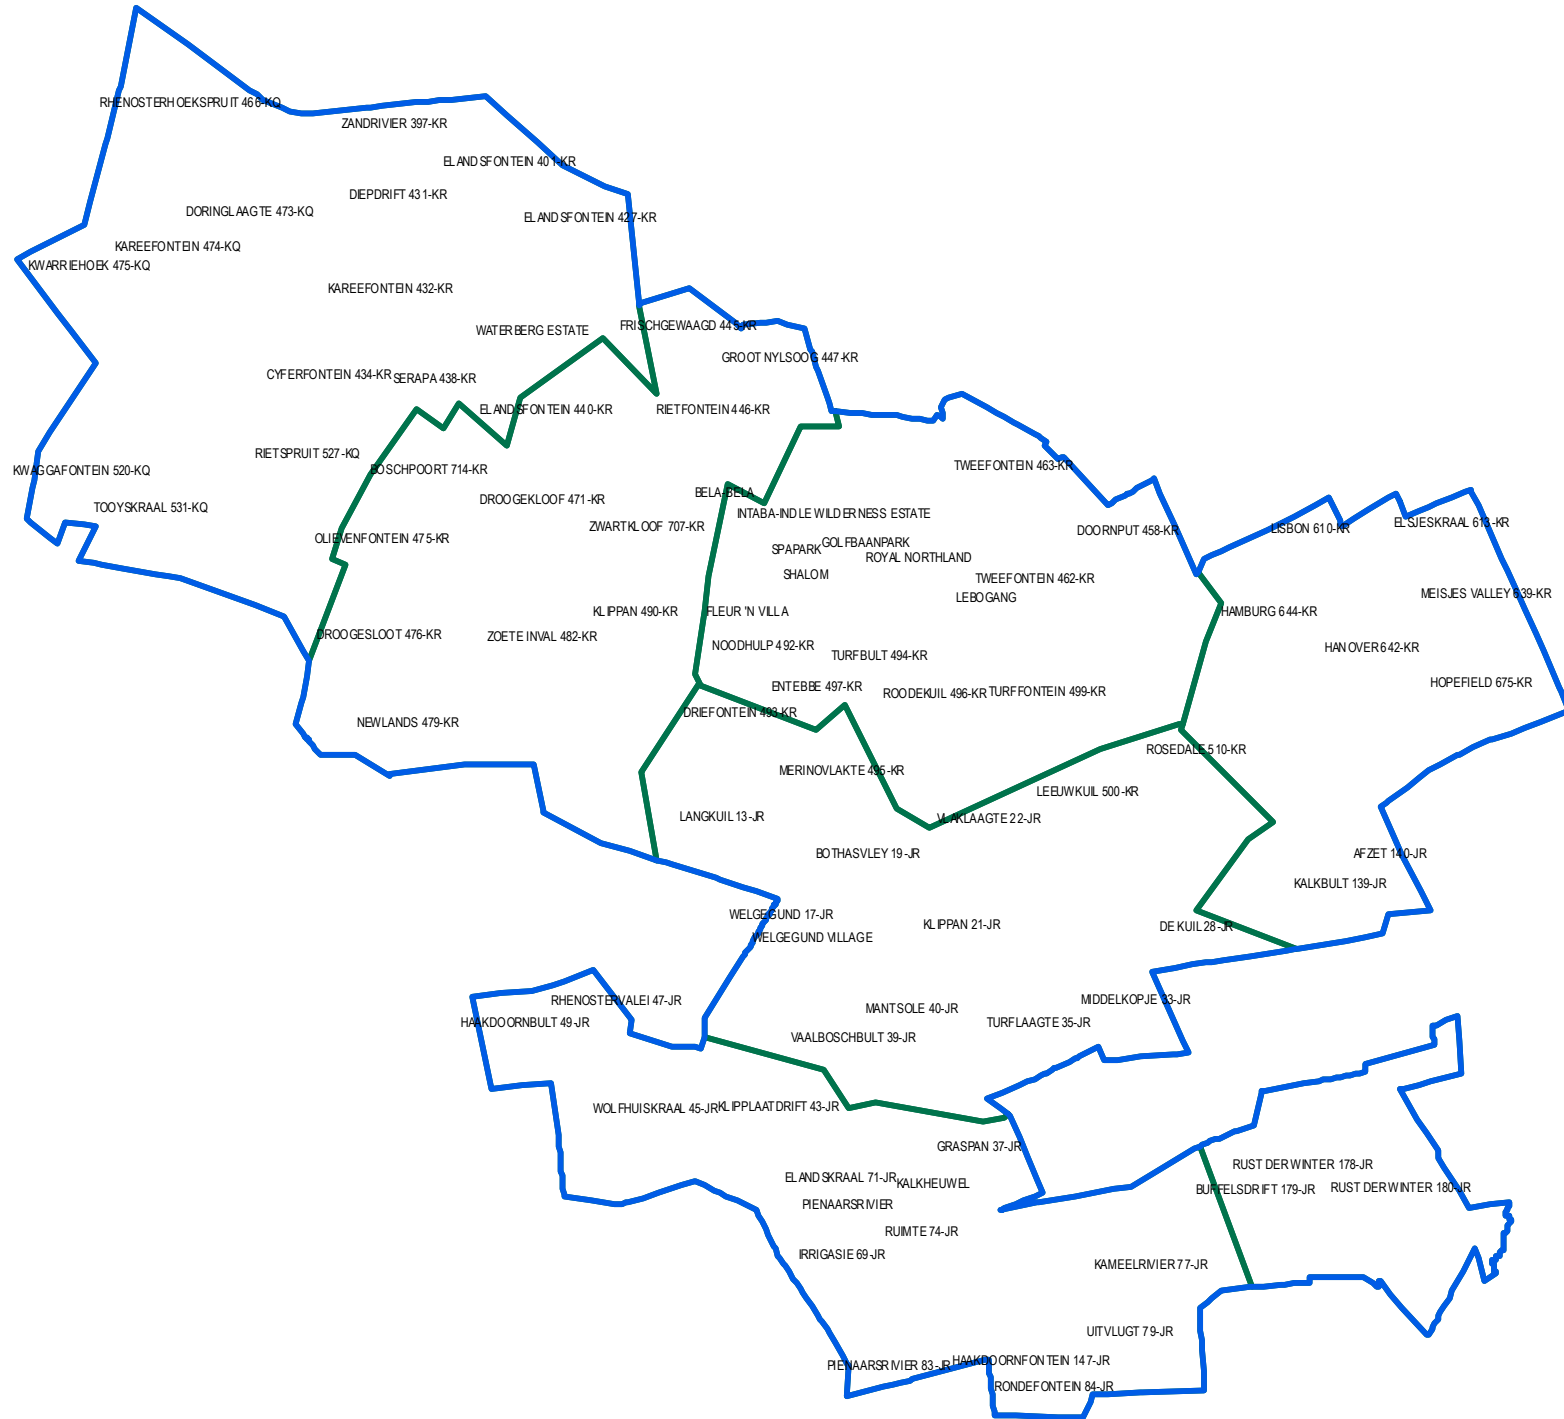 RHENOSTERHOEKSPRUIT 466-KQ
ZANDRIVIER 397-KR
ELANDSFONTEIN 401-KR
DIEPDRIFT 431-KR
DORINGLAAGTE 473-KQ
ELANDSFONTEIN 427-KR
KAREEFONTEIN 474-KQ
KWARRIEHOEK 475-KQ
KAREEFONTEIN 432-KR
WATERBERG ESTATE
FRISCHGEWAAGD 445-KR
GROOT NYLSOOG 447-KR
CYFERFONTEIN 434-KR
SERAPA 438-KR
ELANDSFONTEIN 440-KR
RIETFONTEIN 446-KR
RIETSPRUIT 527-KQ
KWAGGAFONTEIN 520-KQ
BOSCHPOORT 714-KR
TWEEFONTEIN 463-KR
TOOYSKRAAL 531-KQ
DROOGEKLOOF 471-KR
BELA-BELA
INTABA-INDLE WILDERNESS ESTATE
ZWARTKLOOF 707-KR
DOORNPUT 458-KR
LISBON 610-KR
ELSJESKRAAL 613-KR
OLIEVENFONTEIN 475-KR
SPAPARK
GOLFBAANPARK
ROYAL NORTHLAND
SHALOM
TWEEFONTEIN 462-KR
LEBOGANG
MEISJES VALLEY 639-KR
KLIPPAN 490-KR
FLEUR 'N VILLA
HAMBURG 644-KR
DROOGESLOOT 476-KR
ZOETE INVAL 482-KR
NOODHULP 492-KR
TURFBULT 494-KR
HANOVER 642-KR
ENTEBBE 497-KR
ROODEKUIL 496-KR
TURFFONTEIN 499-KR
HOPEFIELD 675-KR
NEWLANDS 479-KR
DRIEFONTEIN 493-KR
ROSEDALE 510-KR
MERINOVLAKTE 495-KR
LEEUWKUIL 500-KR
LANGKUIL 13-JR
VLAKLAAGTE 22-JR
BOTHASVLEY 19-JR
AFZET 140-JR
KALKBULT 139-JR
WELGEGUND 17-JR
WELGEGUND VILLAGE
KLIPPAN 21-JR
DE KUIL 28-JR
RHENOSTERVALEI 47-JR
HAAKDOORNBULT 49-JR
MANTSOLE 40-JR
MIDDELKOPJE 33-JR
TURFLAAGTE 35-JR
VAALBOSCHBULT 39-JR
WOLFHUISKRAAL 45-JR
KLIPPLAATDRIFT 43-JR
GRASPAN 37-JR
ELANDSKRAAL 71-JR
KALKHEUWEL
RUST DER WINTER 178-JR
BUFFELSDRIFT 179-JR
RUST DER WINTER 180-JR
PIENAARSRIVIER
RUIMTE 74-JR
IRRIGASIE 69-JR
KAMEELRIVIER 77-JR
UITVLUGT 79-JR
PIENAARSRIVIER 83-JR
HAAKDOORNFONTEIN 147-JR
RONDEFONTEIN 84-JR